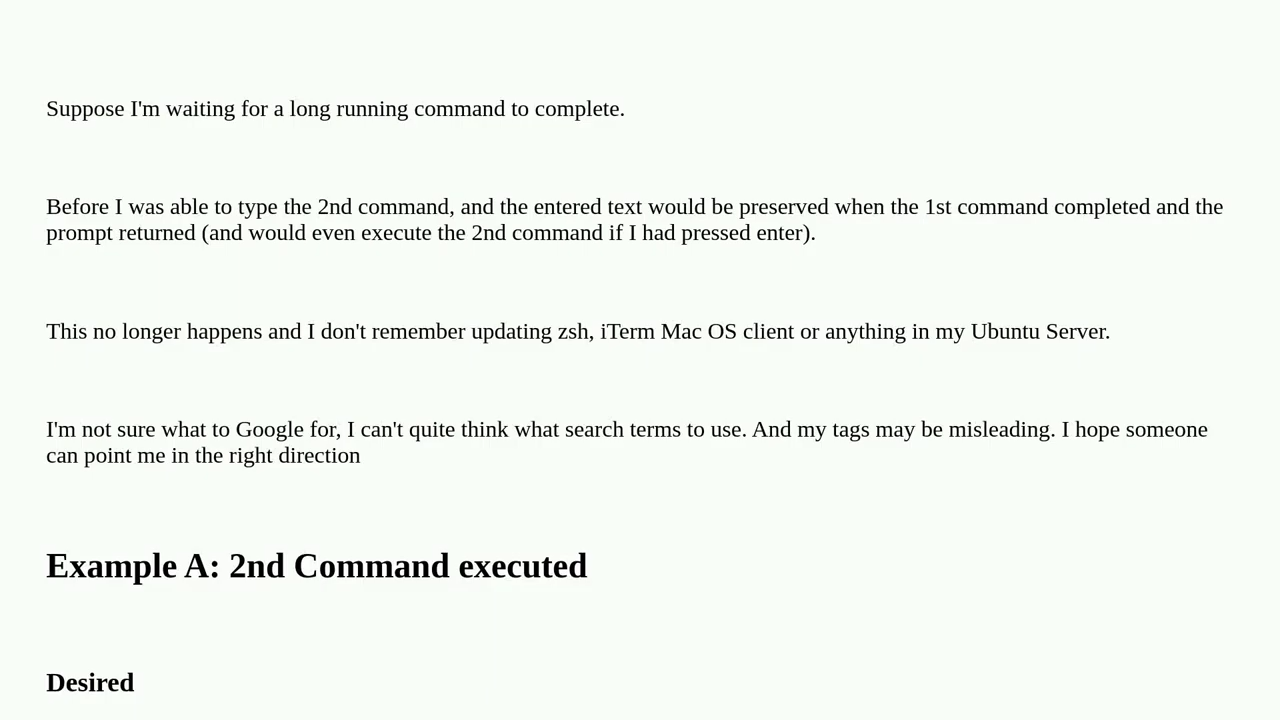 Suppose I'm waiting for a long running command to complete.
Before I was able to type the 2nd command, and the entered text would be preserved when the 1st command completed and the
prompt returned (and would even execute the 2nd command if I had pressed enter).
This no longer happens and I don't remember updating zsh, iTerm Mac OS client or anything in my Ubuntu Server.
I'm not sure what to Google for, I can't quite think what search terms to use. And my tags may be misleading. I hope someone
can point me in the right direction
Example A: 2nd Command executed
Desired